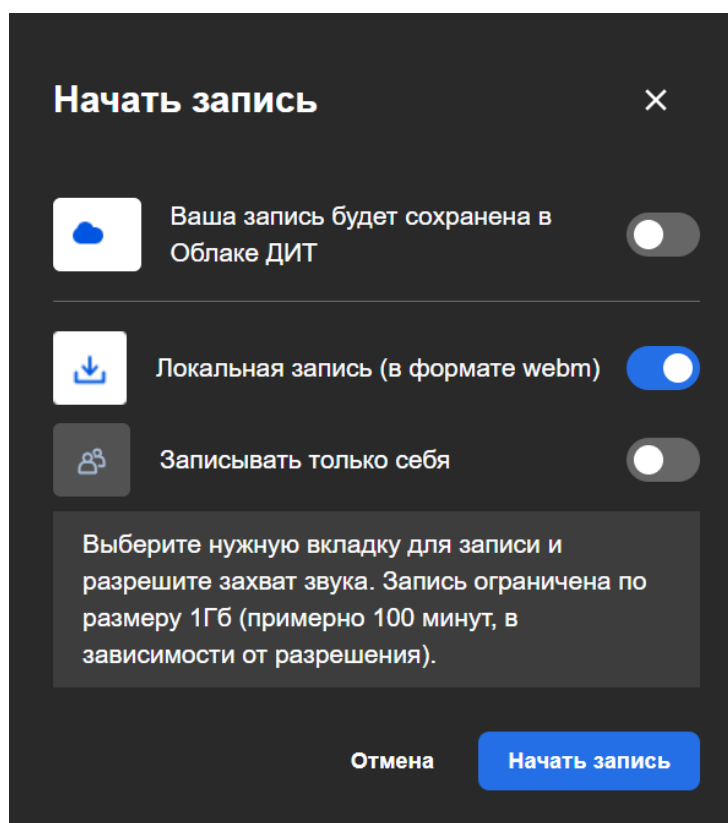 Начать запись
Ваша запись будет сохранена в
Облаке ДИТ
Локальная запись (в формате webm)
Записывать только себя
Выберите нужную вкладку для записи и
разрешите захват звука. Запись ограничена по
размеру 1Гб (примерно 100 минут, в
зависимости от разрешения).
Отмена
Начать запись